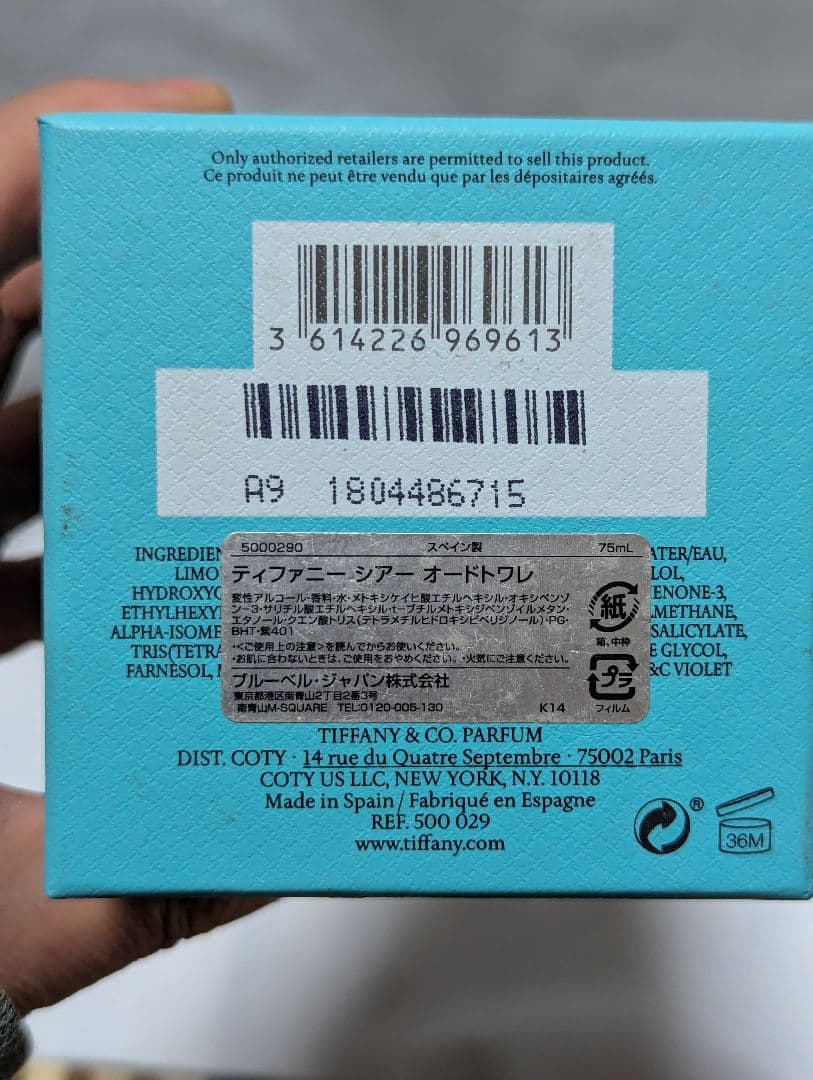 Only authorized retailers are permitted to sell this product.
Ce produit ne peut être vendu que par les dépositaires agréés.
3 614226 969613
A9 1804486715
INGREDIEN ATER/EAU,
LIMO LOL,
HYDROXYC ENONE-3,
ETHYLHEXY METHANE,
ALPHA-ISOME SALICYLATE,
TRIS(TETRA E GLYCOL,
FARNESOL, &C VIOLET
5000290 スペイン製 75mL
ティファニー シアー オードトワレ
変性アルコール・香料・水・メトキシケイヒ酸エチルヘキシル・オキシベンゾ
ン-3・サリチル酸エチルヘキシル・t-ブチルメトキシジベンゾイルメタン・
エタノール・クエン酸トリス(テトラメチルヒドロキシピペリジノール)・PG・
BHT・紫401
・<ご使用上の注意>を読んでからお使いください。
・お肌に合わないときは、ご使用をおやめください。・火気にご注意ください。
ブルーベル・ジャパン株式会社
東京都港区南青山2丁目2番3号
南青山M-SQUARE TEL:0120-005-130 K14
紙
箱、中枠
プラ
フィルム
TIFFANY & CO. PARFUM
DIST. COTY · 14 rue du Quatre Septembre · 75002 Paris
COTY US LLC, NEW YORK, N.Y. 10118
Made in Spain / Fabriqué en Espagne
REF. 500 029
www.tiffany.com
®
36M